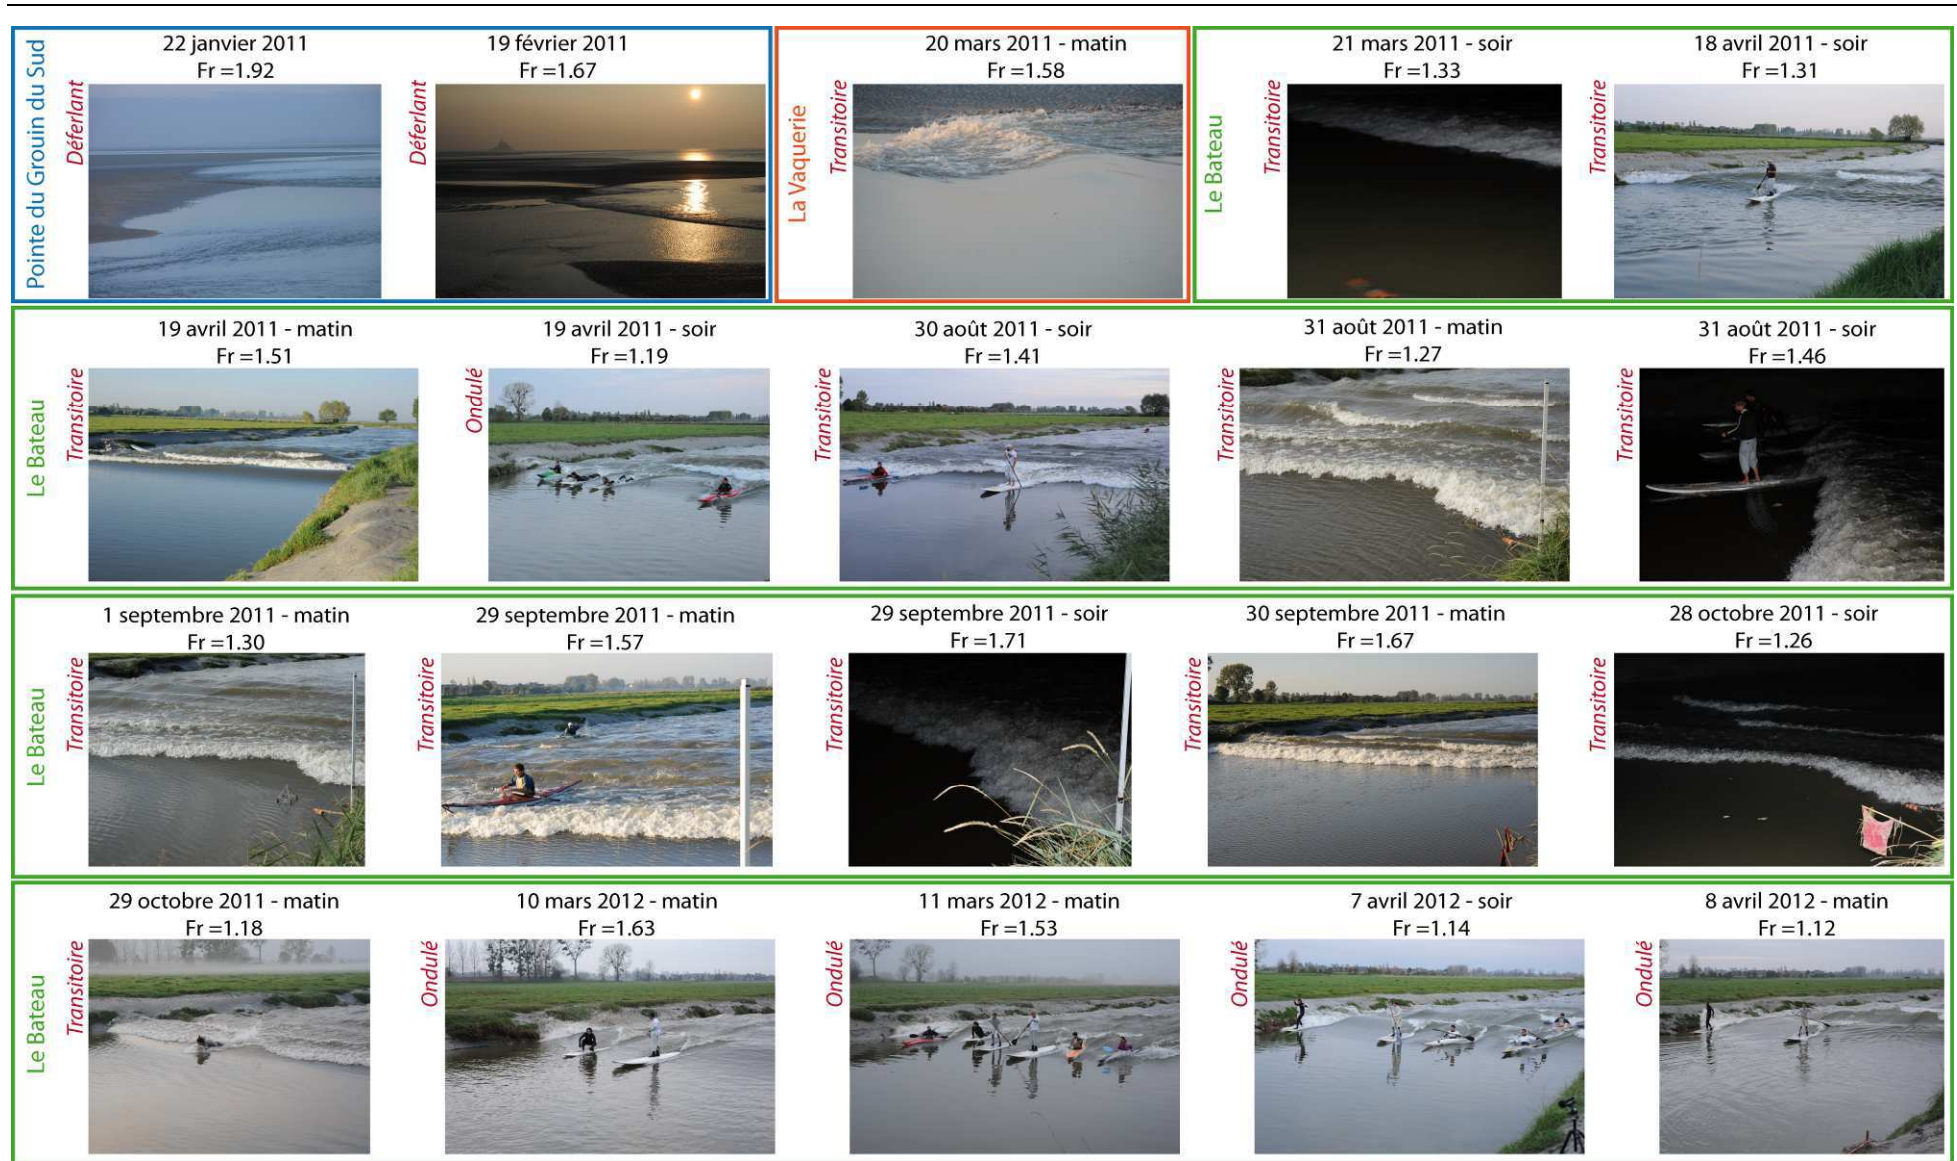 Pointe du Grouin du Sud
22 janvier 2011
Fr =1.92
Déferlant
19 février 2011
Fr =1.67
Déferlant
La Vaquerie
20 mars 2011 - matin
Fr =1.58
Transitoire
Le Bateau
21 mars 2011 - soir
Fr =1.33
Transitoire
18 avril 2011 - soir
Fr =1.31
Transitoire
Le Bateau
19 avril 2011 - matin
Fr =1.51
Transitoire
19 avril 2011 - soir
Fr =1.19
Ondulé
30 août 2011 - soir
Fr =1.41
Transitoire
31 août 2011 - matin
Fr =1.27
Transitoire
31 août 2011 - soir
Fr =1.46
Transitoire
Le Bateau
1 septembre 2011 - matin
Fr =1.30
Transitoire
29 septembre 2011 - matin
Fr =1.57
Transitoire
29 septembre 2011 - soir
Fr =1.71
Transitoire
30 septembre 2011 - matin
Fr =1.67
Transitoire
28 octobre 2011 - soir
Fr =1.26
Transitoire
Le Bateau
29 octobre 2011 - matin
Fr =1.18
Transitoire
10 mars 2012 - matin
Fr =1.63
Ondulé
11 mars 2012 - matin
Fr =1.53
Ondulé
7 avril 2012 - soir
Fr =1.14
Ondulé
8 avril 2012 - matin
Fr =1.12
Ondulé